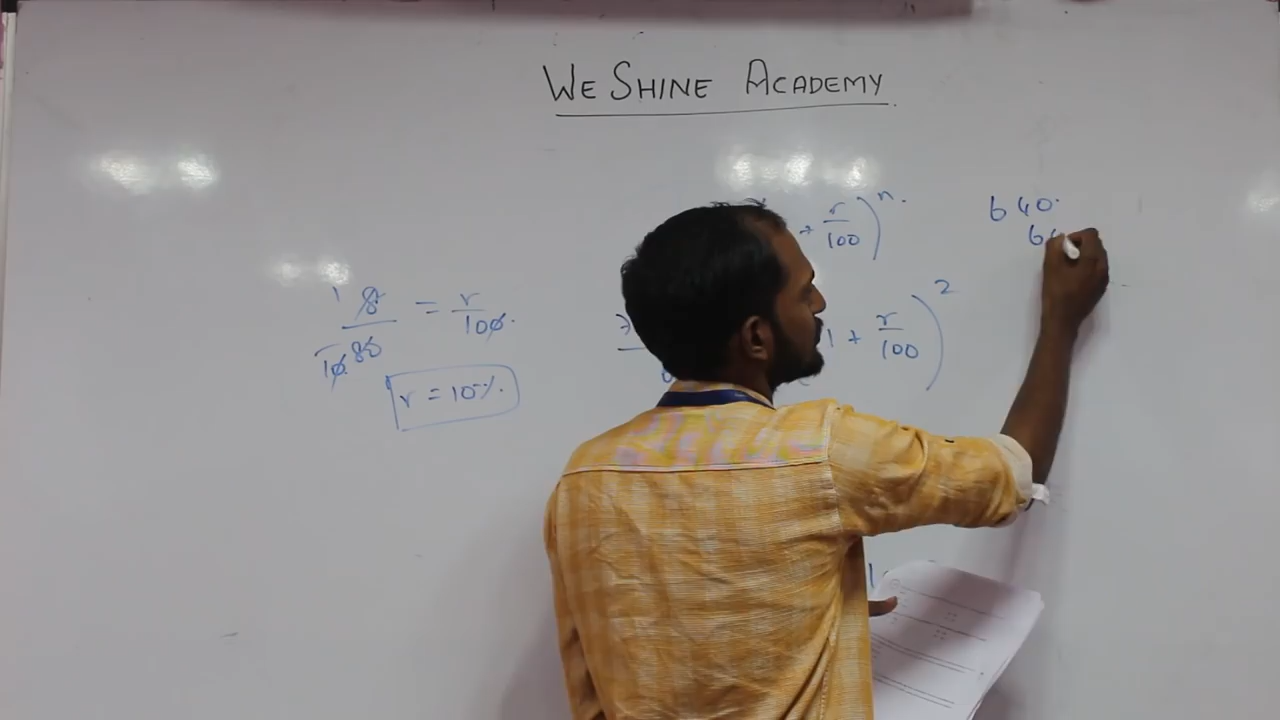 WE SHINE ACADEMY.
+ r/100)^n.
640.
64
8/80 = r/100.
1
10
r = 10%.
1 + r/100)^2